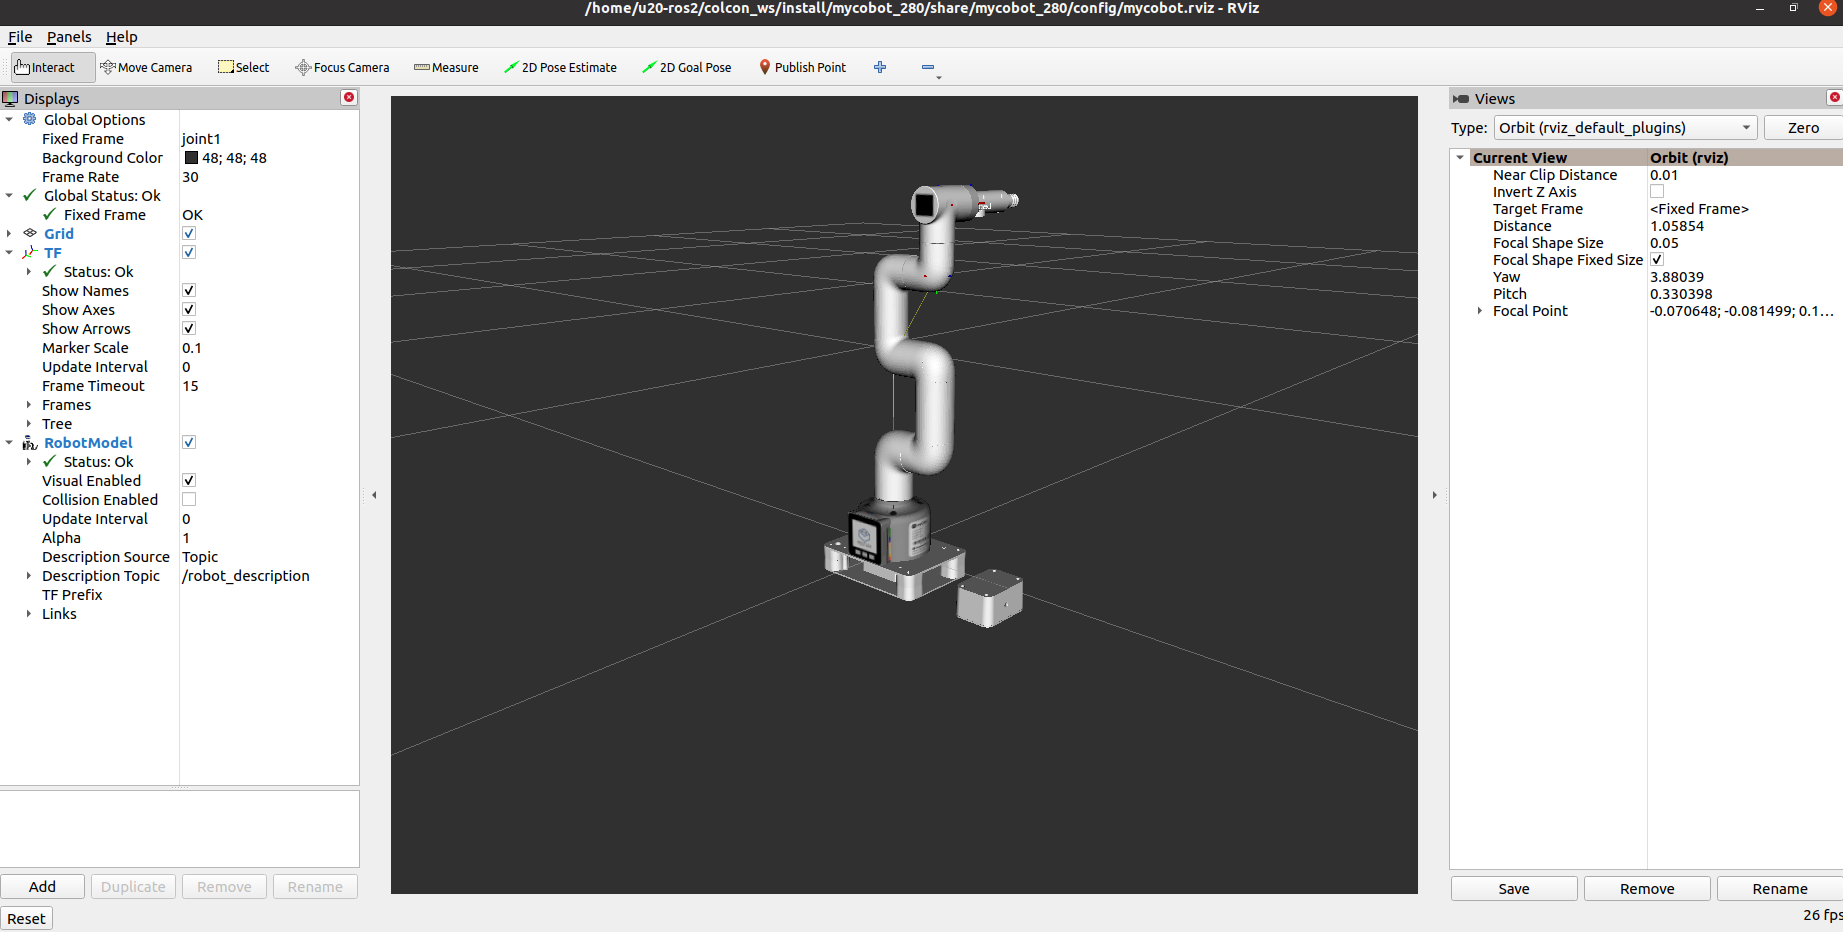 /home/u20-ros2/colcon_ws/install/mycobot_280/share/mycobot_280/config/mycobot.rviz - RViz
File Panels Help
Interact Move Camera Select Focus Camera Measure 2D Pose Estimate 2D Goal Pose Publish Point
Displays
Global Options
Fixed Frame joint1
Background Color 48; 48; 48
Frame Rate 30
Global Status: Ok
Fixed Frame OK
Grid
TF
Status: Ok
Show Names
Show Axes
Show Arrows
Marker Scale 0.1
Update Interval 0
Frame Timeout 15
Frames
Tree
RobotModel
Status: Ok
Visual Enabled
Collision Enabled
Update Interval 0
Alpha 1
Description Source Topic
Description Topic /robot_description
TF Prefix
Links
Add Duplicate Remove Rename
Reset
Views
Type: Orbit (rviz_default_plugins) Zero
Current View Orbit (rviz)
Near Clip Distance 0.01
Invert Z Axis
Target Frame <Fixed Frame>
Distance 1.05854
Focal Shape Size 0.05
Focal Shape Fixed Size
Yaw 3.88039
Pitch 0.330398
Focal Point -0.070648; -0.081499; 0.1...
Save Remove Rename
26 fps